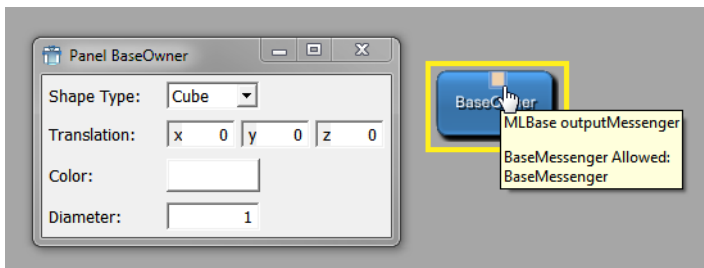 Panel BaseOwner
Shape Type: Cube
Translation: x 0 y 0 z 0
Color:
Diameter: 1
MLBase outputMessenger
BaseMessenger Allowed:
BaseMessenger